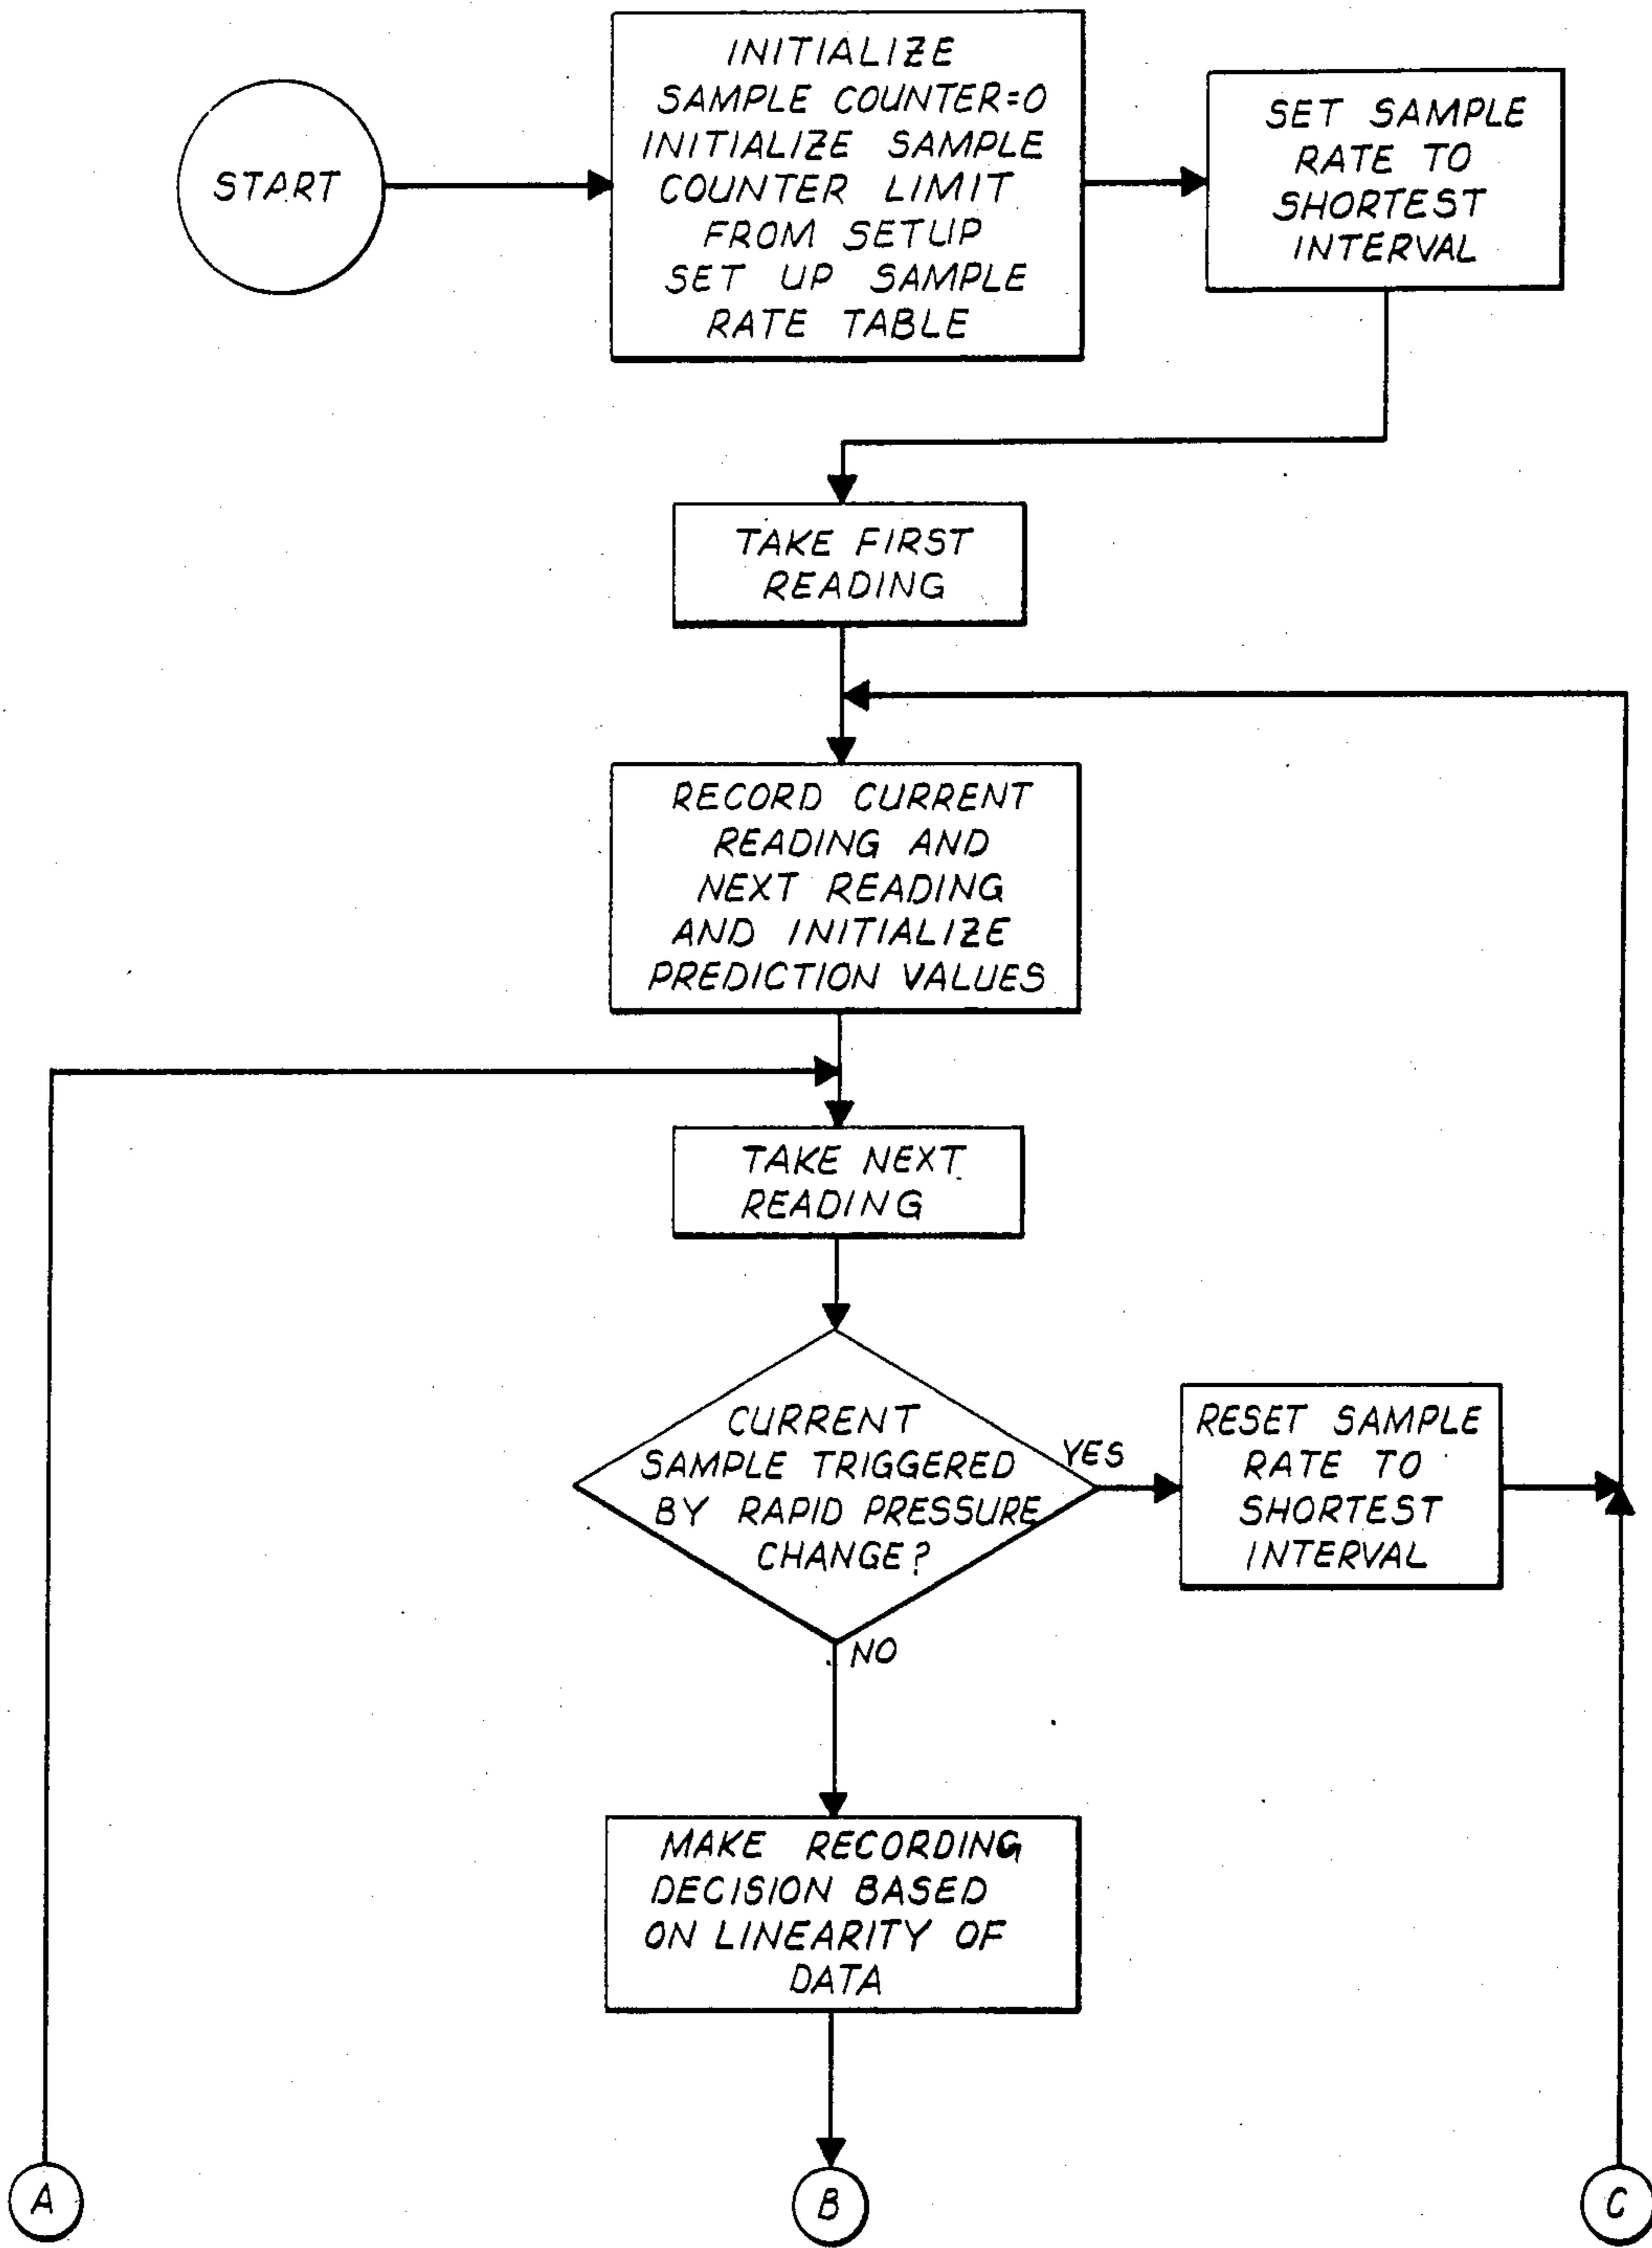 START
INITIALIZE
SAMPLE COUNTER=0
INITIALIZE SAMPLE
COUNTER LIMIT
FROM SETUP
SET UP SAMPLE
RATE TABLE
SET SAMPLE
RATE TO
SHORTEST
INTERVAL
TAKE FIRST
READING
RECORD CURRENT
READING AND
NEXT READING
AND INITIALIZE
PREDICTION VALUES
TAKE NEXT
READING
CURRENT
SAMPLE TRIGGERED
BY RAPID PRESSURE
CHANGE?
YES
RESET SAMPLE
RATE TO
SHORTEST
INTERVAL
NO
MAKE RECORDING
DECISION BASED
ON LINEARITY OF
DATA
A
B
C